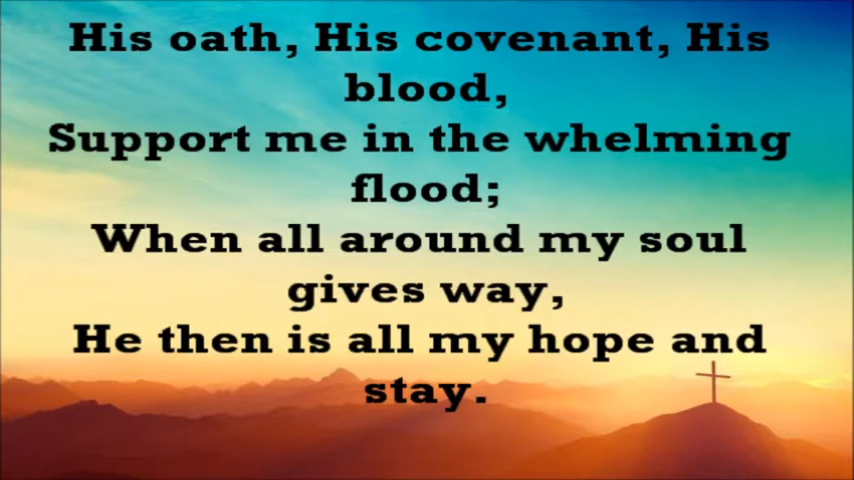 His oath, His covenant, His
blood,
Support me in the whelming
flood;
When all around my soul
gives way,
He then is all my hope and
stay.